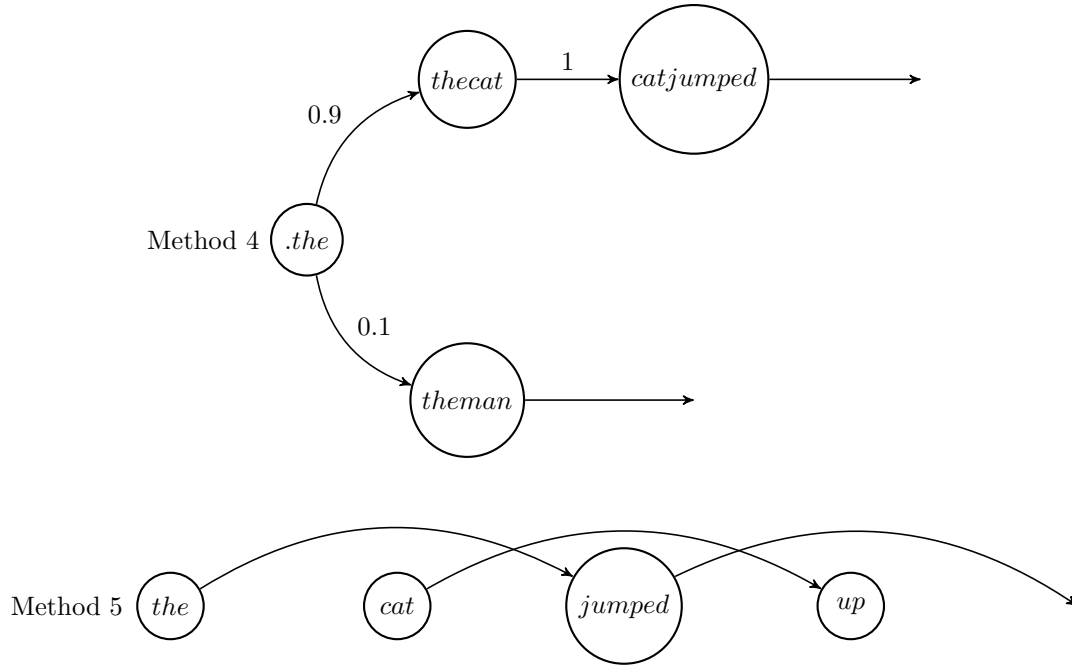 thecat 1 catjumped
0.9
Method 4 .the
0.1
theman
Method 5 the cat jumped up